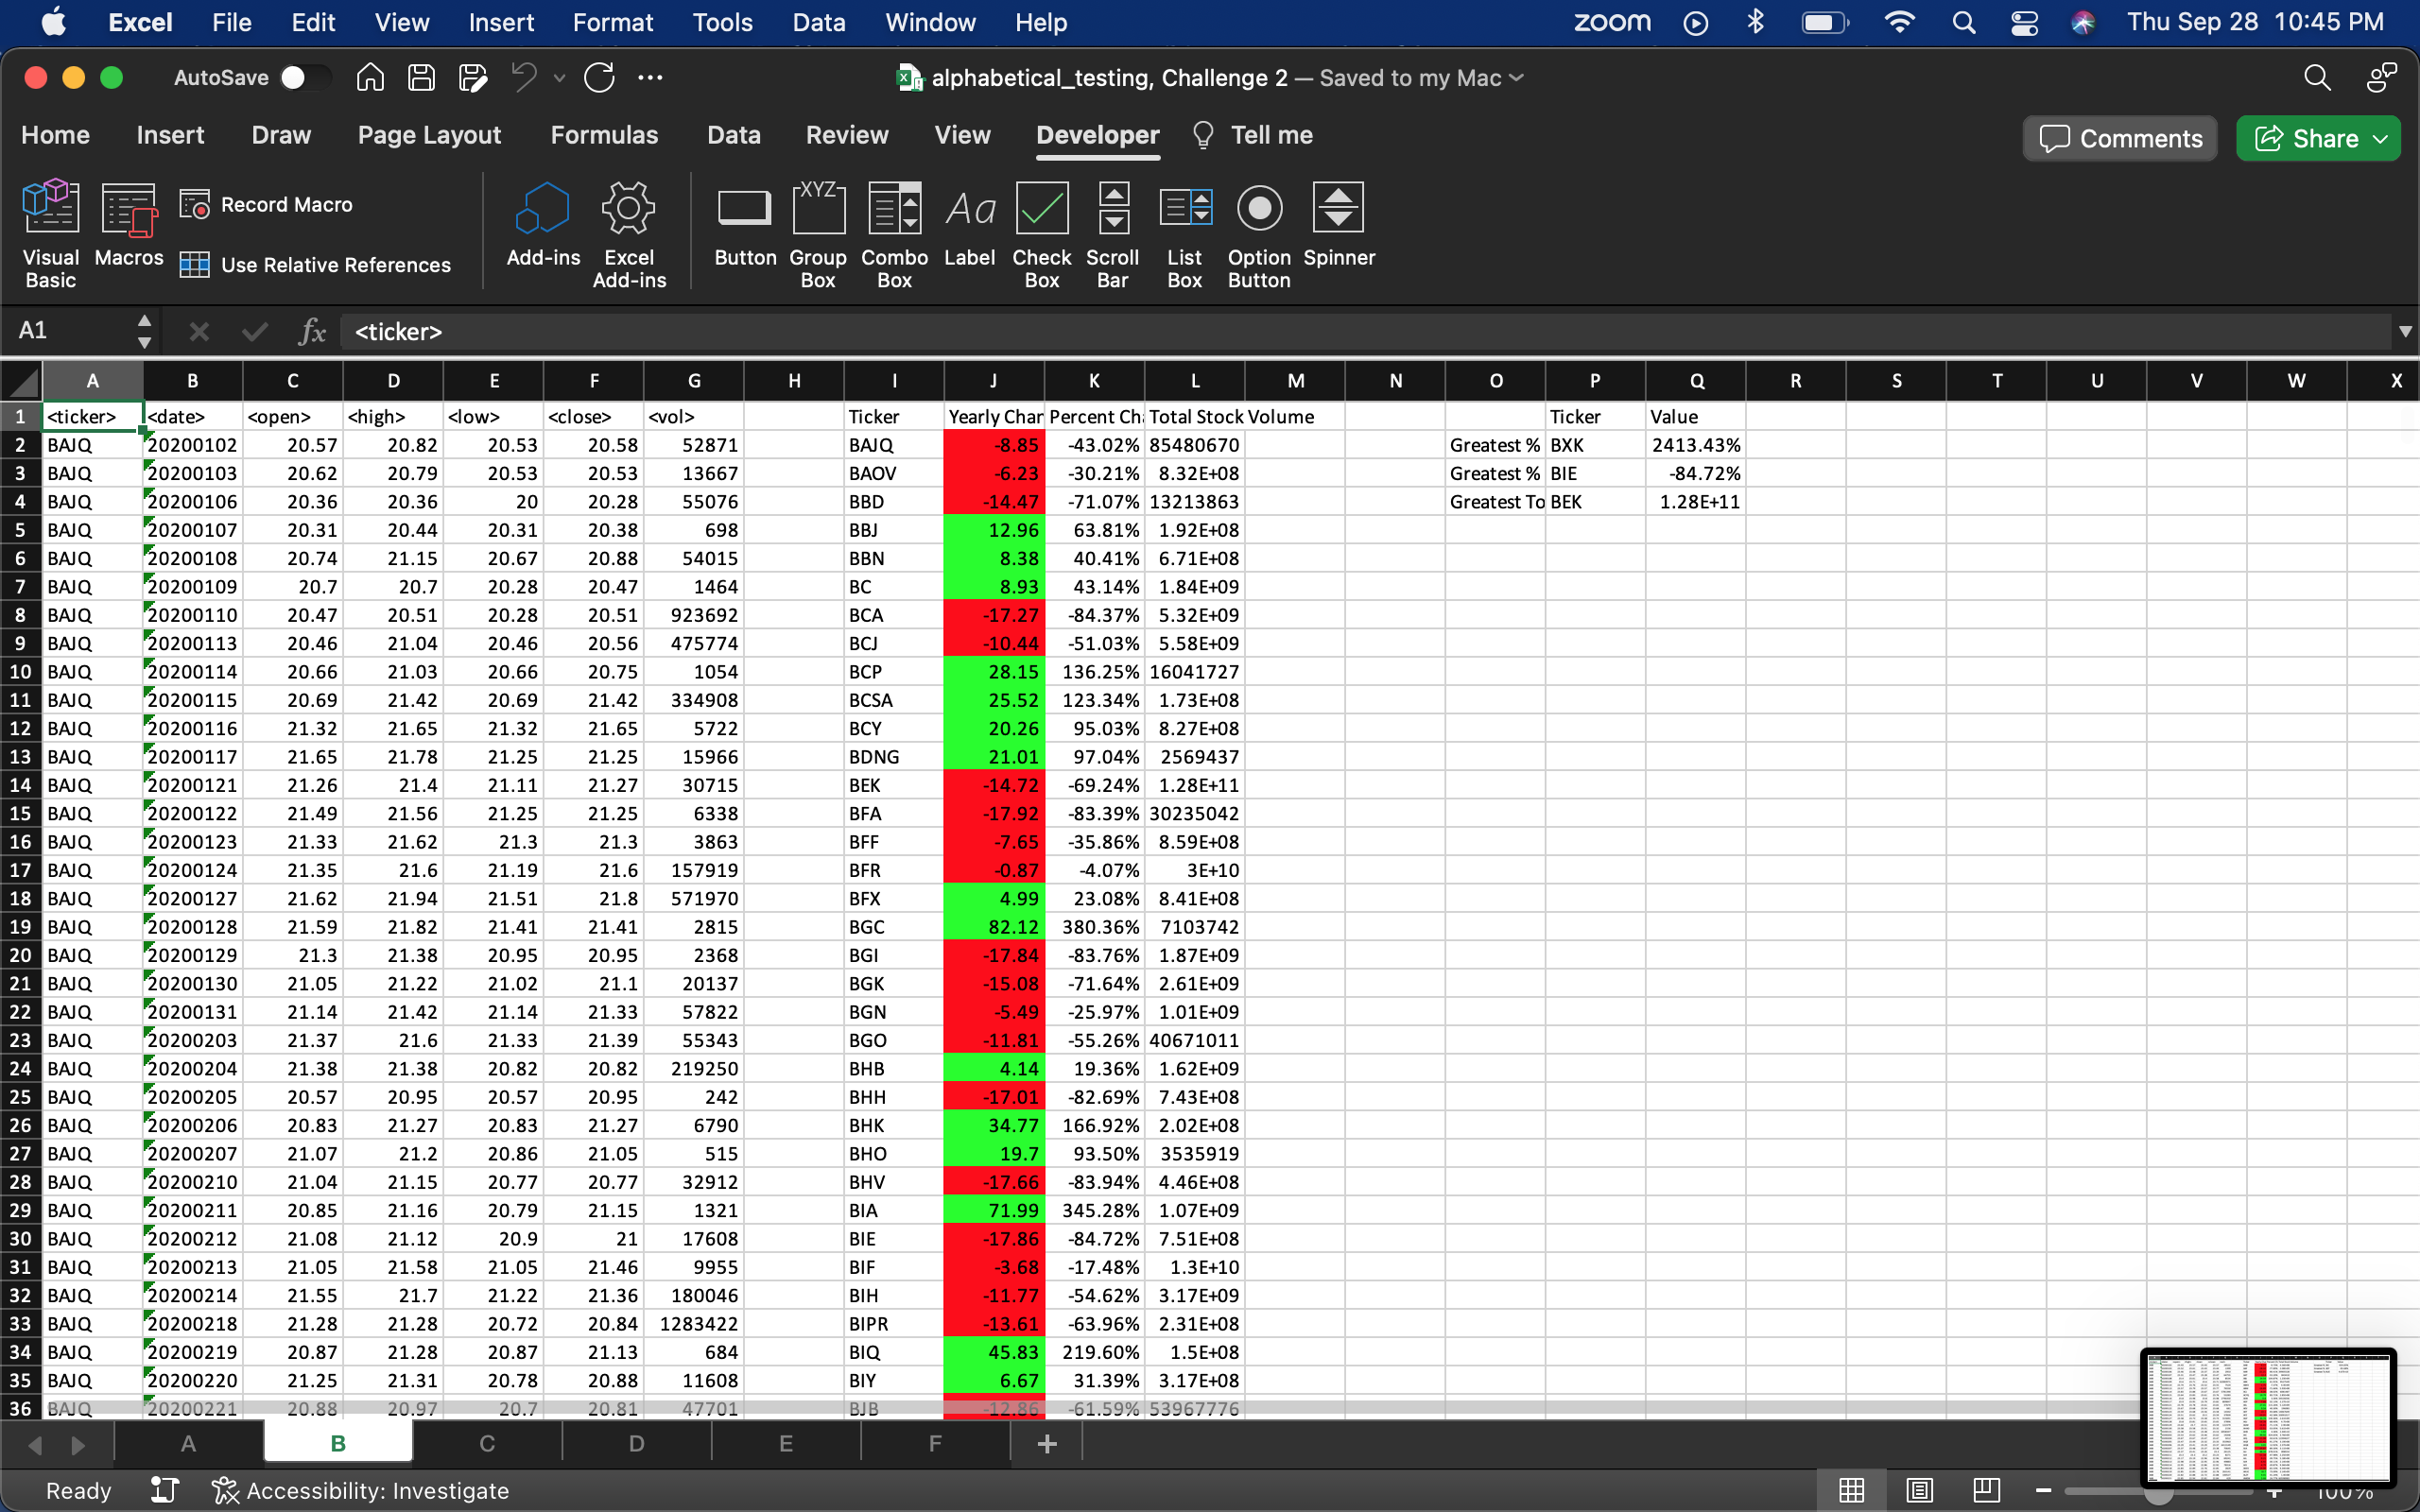 Excel File Edit View Insert Format Tools Data Window Help zoom Thu Sep 28 10:45 PM
AutoSave alphabetical_testing, Challenge 2 — Saved to my Mac
Home Insert Draw Page Layout Formulas Data Review View Developer Tell me Comments Share
Visual Basic Macros Record Macro Use Relative References Add-ins Excel Add-ins Button Group Box Combo Box Label Check Box Scroll Bar List Box Option Button Spinner
A1 fx <ticker>
A B C D E F G H I J K L M N O P Q R S T U V W X
1 <ticker> <date> <open> <high> <low> <close> <vol> Ticker Yearly Char Percent Ch Total Stock Volume Ticker Value
2 BAJQ 20200102 20.57 20.82 20.53 20.58 52871 BAJQ -8.85 -43.02% 85480670 Greatest % BXK 2413.43%
3 BAJQ 20200103 20.62 20.79 20.53 20.53 13667 BAOV -6.23 -30.21% 8.32E+08 Greatest % BIE -84.72%
4 BAJQ 20200106 20.36 20.36 20 20.28 55076 BBD -14.47 -71.07% 13213863 Greatest To BEK 1.28E+11
5 BAJQ 20200107 20.31 20.44 20.31 20.38 698 BBJ 12.96 63.81% 1.92E+08
6 BAJQ 20200108 20.74 21.15 20.67 20.88 54015 BBN 8.38 40.41% 6.71E+08
7 BAJQ 20200109 20.7 20.7 20.28 20.47 1464 BC 8.93 43.14% 1.84E+09
8 BAJQ 20200110 20.47 20.51 20.28 20.51 923692 BCA -17.27 -84.37% 5.32E+09
9 BAJQ 20200113 20.46 21.04 20.46 20.56 475774 BCJ -10.44 -51.03% 5.58E+09
10 BAJQ 20200114 20.66 21.03 20.66 20.75 1054 BCP 28.15 136.25% 16041727
11 BAJQ 20200115 20.69 21.42 20.69 21.42 334908 BCSA 25.52 123.34% 1.73E+08
12 BAJQ 20200116 21.32 21.65 21.32 21.65 5722 BCY 20.26 95.03% 8.27E+08
13 BAJQ 20200117 21.65 21.78 21.25 21.25 15966 BDNG 21.01 97.04% 2569437
14 BAJQ 20200121 21.26 21.4 21.11 21.27 30715 BEK -14.72 -69.24% 1.28E+11
15 BAJQ 20200122 21.49 21.56 21.25 21.25 6338 BFA -17.92 -83.39% 30235042
16 BAJQ 20200123 21.33 21.62 21.3 21.3 3863 BFF -7.65 -35.86% 8.59E+08
17 BAJQ 20200124 21.35 21.6 21.19 21.6 157919 BFR -0.87 -4.07% 3E+10
18 BAJQ 20200127 21.62 21.94 21.51 21.8 571970 BFX 4.99 23.08% 8.41E+08
19 BAJQ 20200128 21.59 21.82 21.41 21.41 2815 BGC 82.12 380.36% 7103742
20 BAJQ 20200129 21.3 21.38 20.95 20.95 2368 BGI -17.84 -83.76% 1.87E+09
21 BAJQ 20200130 21.05 21.22 21.02 21.1 20137 BGK -15.08 -71.64% 2.61E+09
22 BAJQ 20200131 21.14 21.42 21.14 21.33 57822 BGN -5.49 -25.97% 1.01E+09
23 BAJQ 20200203 21.37 21.6 21.33 21.39 55343 BGO -11.81 -55.26% 40671011
24 BAJQ 20200204 21.38 21.38 20.82 20.82 219250 BHB 4.14 19.36% 1.62E+09
25 BAJQ 20200205 20.57 20.95 20.57 20.95 242 BHH -17.01 -82.69% 7.43E+08
26 BAJQ 20200206 20.83 21.27 20.83 21.27 6790 BHK 34.77 166.92% 2.02E+08
27 BAJQ 20200207 21.07 21.2 20.86 21.05 515 BHO 19.7 93.50% 3535919
28 BAJQ 20200210 21.04 21.15 20.77 20.77 32912 BHV -17.66 -83.94% 4.46E+08
29 BAJQ 20200211 20.85 21.16 20.79 21.15 1321 BIA 71.99 345.28% 1.07E+09
30 BAJQ 20200212 21.08 21.12 20.9 21 17608 BIE -17.86 -84.72% 7.51E+08
31 BAJQ 20200213 21.05 21.58 21.05 21.46 9955 BIF -3.68 -17.48% 1.3E+10
32 BAJQ 20200214 21.55 21.7 21.22 21.36 180046 BIH -11.77 -54.62% 3.17E+09
33 BAJQ 20200218 21.28 21.28 20.72 20.84 1283422 BIPR -13.61 -63.96% 2.31E+08
34 BAJQ 20200219 20.87 21.28 20.87 21.13 684 BIQ 45.83 219.60% 1.5E+08
35 BAJQ 20200220 21.25 21.31 20.78 20.88 11608 BIY 6.67 31.39% 3.17E+08
36 BAJQ 20200221 20.88 20.97 20.7 20.81 47701 BJB -12.86 -61.59% 53967776
A B C D E F +
Ready Accessibility: Investigate 100%